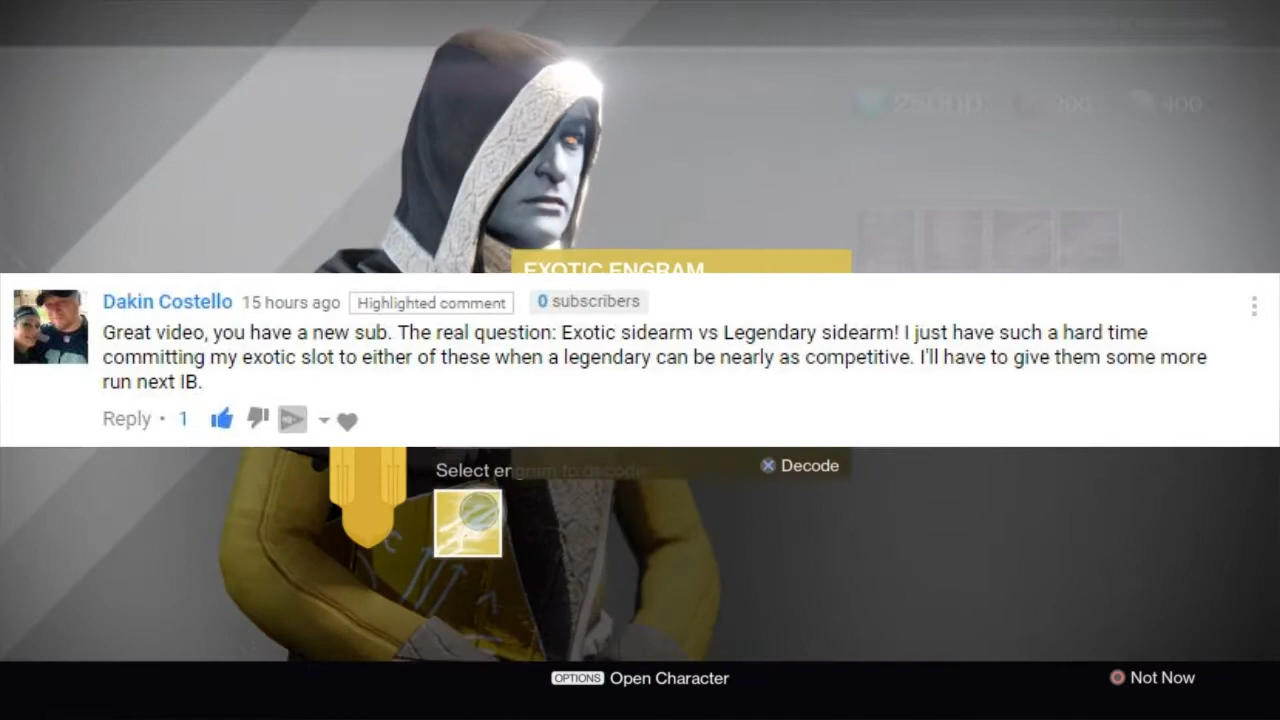 25000 200 400
EXOTIC ENGRAM
Dakin Costello 15 hours ago Highlighted comment 0 subscribers
Great video, you have a new sub. The real question: Exotic sidearm vs Legendary sidearm! I just have such a hard time
committing my exotic slot to either of these when a legendary can be nearly as competitive. I'll have to give them some more
run next IB.
Reply • 1
Select engram to decode
Decode
OPTIONS Open Character
Not Now